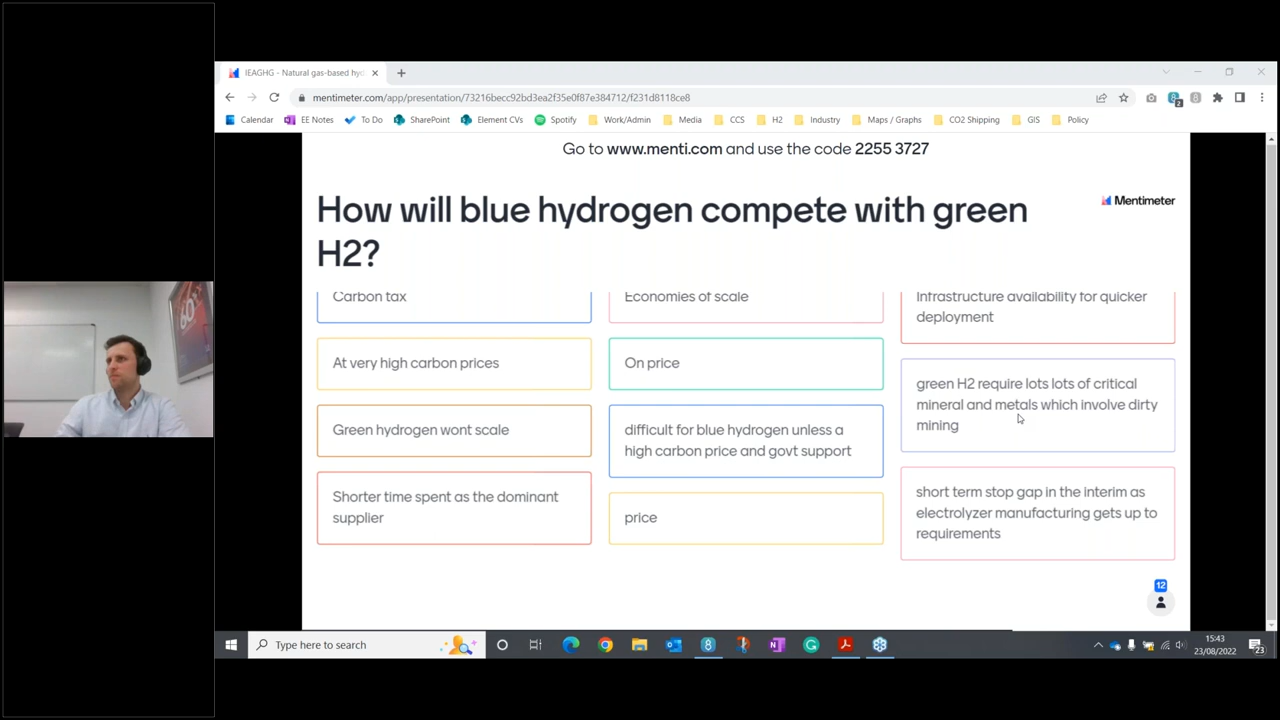 IEAGHG - Natural gas-based hyd
mentimeter.com/app/presentation/73216becc92bd3ea2f35e0f87e384712/f231d8118ce8
Calendar
EE Notes
To Do
SharePoint
Element CVs
Spotify
Work/Admin
Media
CCS
H2
Industry
Maps / Graphs
CO2 Shipping
GIS
Policy
Go to www.menti.com and use the code 2255 3727
How will blue hydrogen compete with green
H2?
Mentimeter
Carbon tax
At very high carbon prices
Green hydrogen wont scale
Shorter time spent as the dominant
supplier
Economies of scale
On price
difficult for blue hydrogen unless a
high carbon price and govt support
price
Infrastructure availability for quicker
deployment
green H2 require lots lots of critical
mineral and metals which involve dirty
mining
short term stop gap in the interim as
electrolyzer manufacturing gets up to
requirements
12
60s
Type here to search
15:43
23/08/2022
23